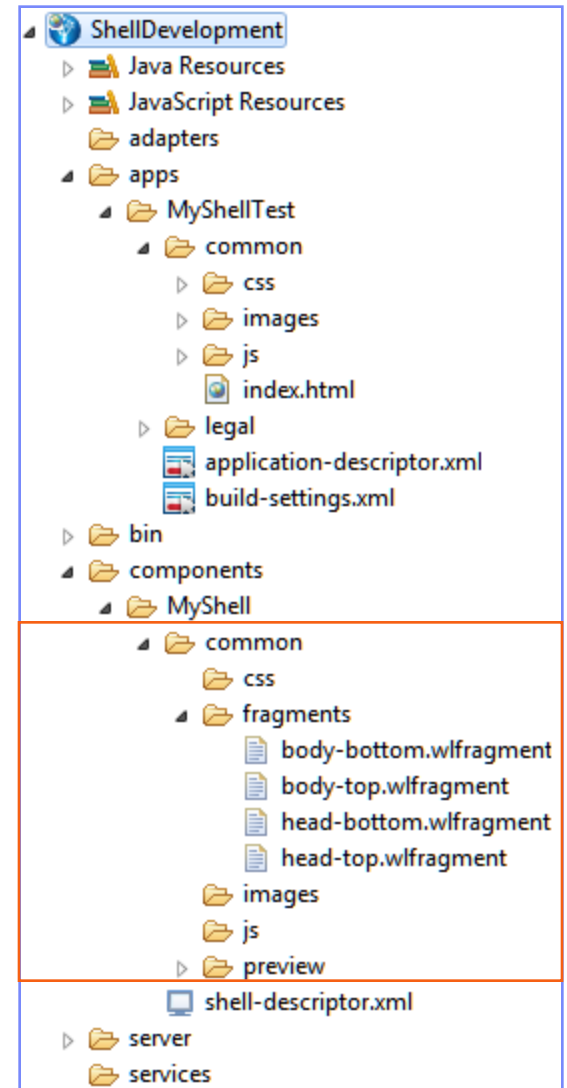 ShellDevelopment
Java Resources
JavaScript Resources
adapters
apps
MyShellTest
common
css
images
js
index.html
legal
application-descriptor.xml
build-settings.xml
bin
components
MyShell
common
css
fragments
body-bottom.wlfragment
body-top.wlfragment
head-bottom.wlfragment
head-top.wlfragment
images
js
preview
shell-descriptor.xml
server
services